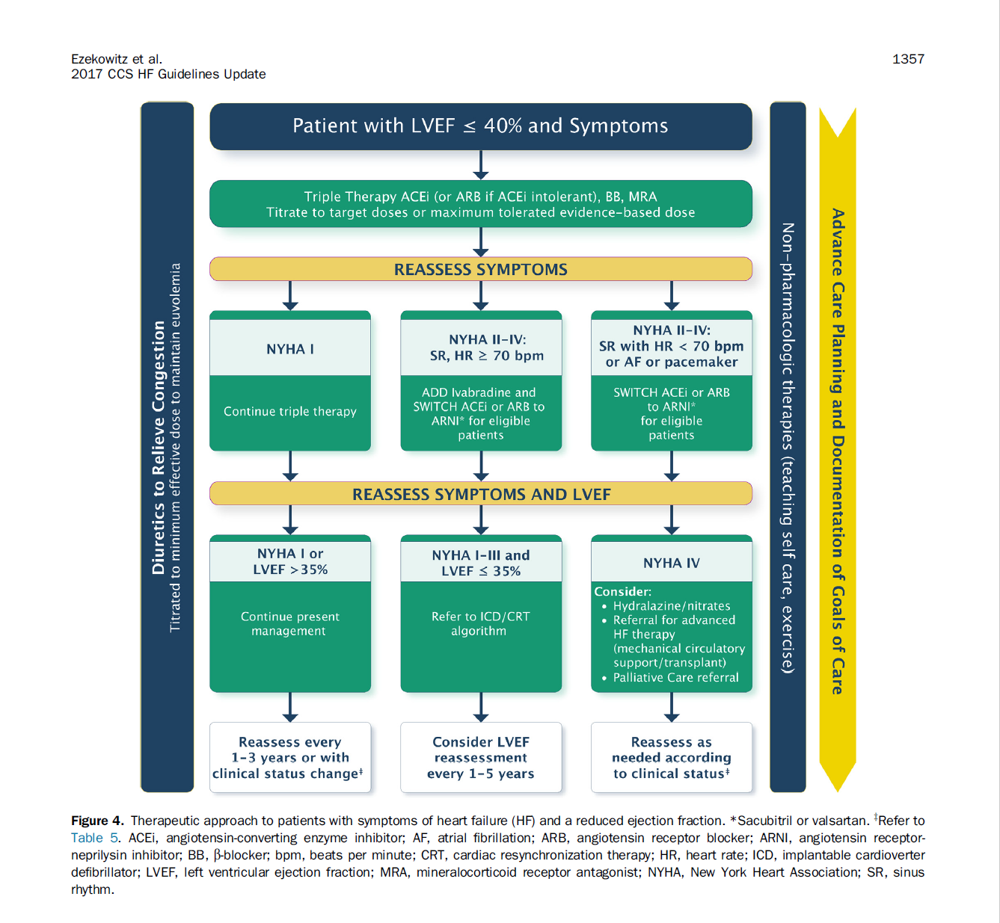 Ezekowitz et al.
2017 CCS HF Guidelines Update
1357
Diuretics to Relieve Congestion
Titrated to minimum effective dose to maintain euvolemia
Patient with LVEF ≤ 40% and Symptoms
Triple Therapy ACEi (or ARB if ACEi intolerant), BB, MRA
Titrate to target doses or maximum tolerated evidence-based dose
REASSESS SYMPTOMS
NYHA I
Continue triple therapy
NYHA II-IV:
SR, HR ≥ 70 bpm
ADD Ivabradine and
SWITCH ACEi or ARB to
ARNI* for eligible
patients
NYHA II-IV:
SR with HR < 70 bpm
or AF or pacemaker
SWITCH ACEi or ARB
to ARNI*
for eligible
patients
REASSESS SYMPTOMS AND LVEF
NYHA I or
LVEF >35%
Continue present
management
NYHA I-III and
LVEF ≤ 35%
Refer to ICD/CRT
algorithm
NYHA IV
Consider:
• Hydralazine/nitrates
• Referral for advanced
HF therapy
(mechanical circulatory
support/transplant)
• Palliative Care referral
Reassess every
1-3 years or with
clinical status change‡
Consider LVEF
reassessment
every 1-5 years
Reassess as
needed according
to clinical status‡
Non-pharmacologic therapies (teaching self care, exercise)
Advance Care Planning and Documentation of Goals of Care
Figure 4. Therapeutic approach to patients with symptoms of heart failure (HF) and a reduced ejection fraction. *Sacubitril or valsartan. ‡Refer to
Table 5. ACEi, angiotensin-converting enzyme inhibitor; AF, atrial fibrillation; ARB, angiotensin receptor blocker; ARNI, angiotensin receptor-
neprilysin inhibitor; BB, β-blocker; bpm, beats per minute; CRT, cardiac resynchronization therapy; HR, heart rate; ICD, implantable cardioverter
defibrillator; LVEF, left ventricular ejection fraction; MRA, mineralocorticoid receptor antagonist; NYHA, New York Heart Association; SR, sinus
rhythm.